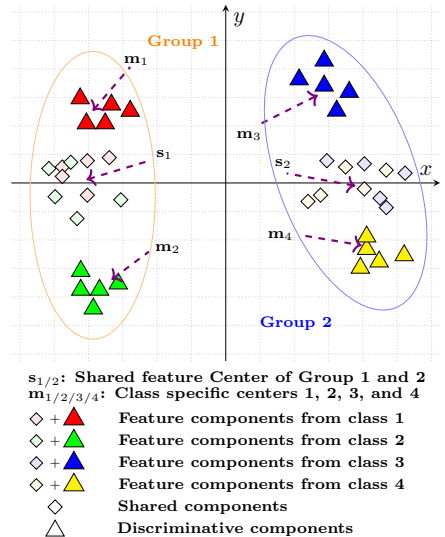 y
Group 1
m1
m3
s1
s2
x
m4
m2
Group 2
s1/2: Shared feature Center of Group 1 and 2
m1/2/3/4: Class specific centers 1, 2, 3, and 4
+ Feature components from class 1
+ Feature components from class 2
+ Feature components from class 3
+ Feature components from class 4
Shared components
Discriminative components